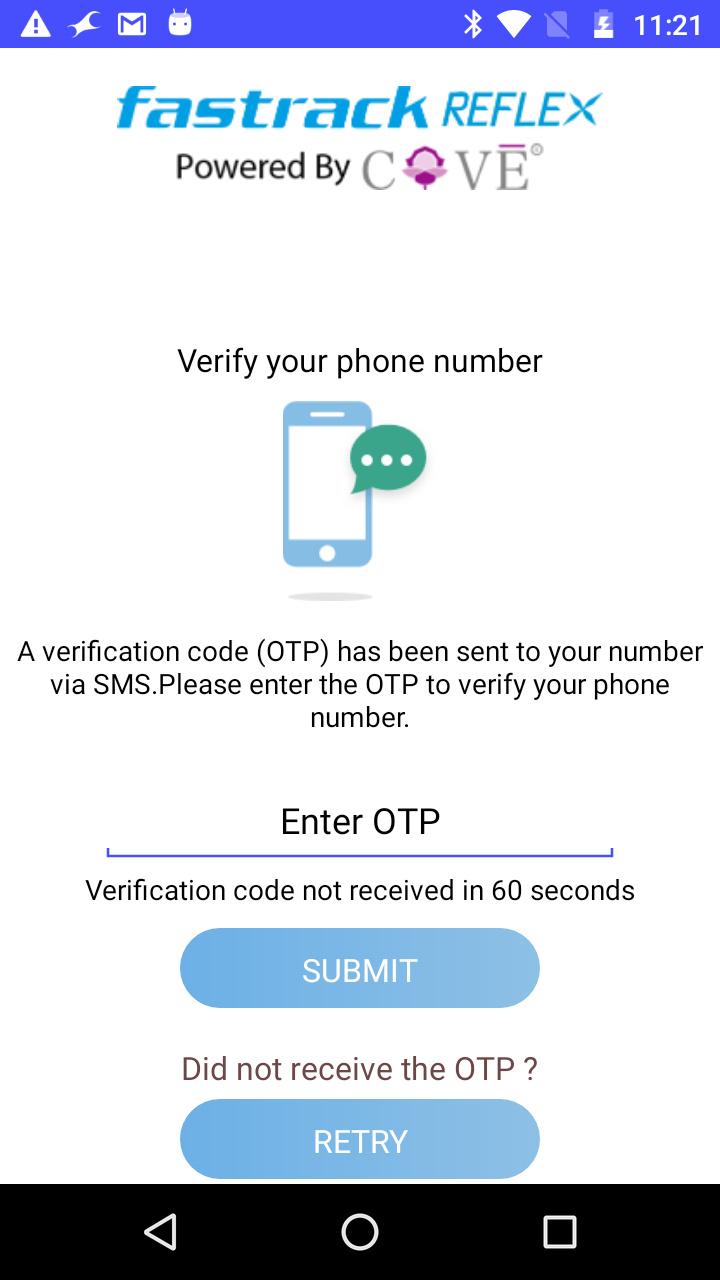 11:21
fastrack REFLEX
Powered By COVE®
Verify your phone number
A verification code (OTP) has been sent to your number
via SMS.Please enter the OTP to verify your phone
number.
Enter OTP
Verification code not received in 60 seconds
SUBMIT
Did not receive the OTP ?
RETRY